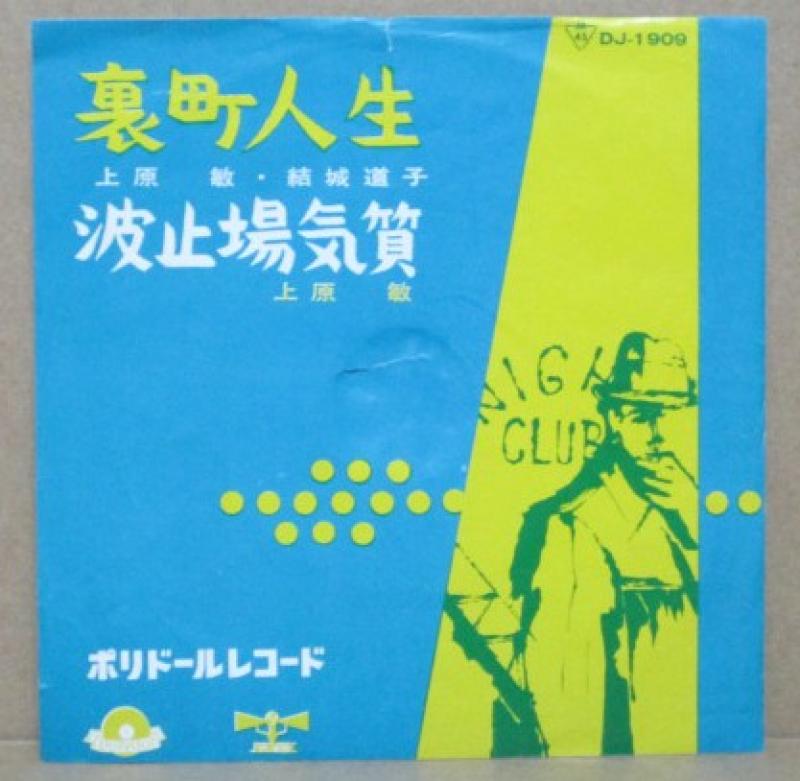 DJ-1909
裏町人生
上原 敏・結城道子
波止場気質
上原 敏
NIGH
CLUB
ポリドールレコード